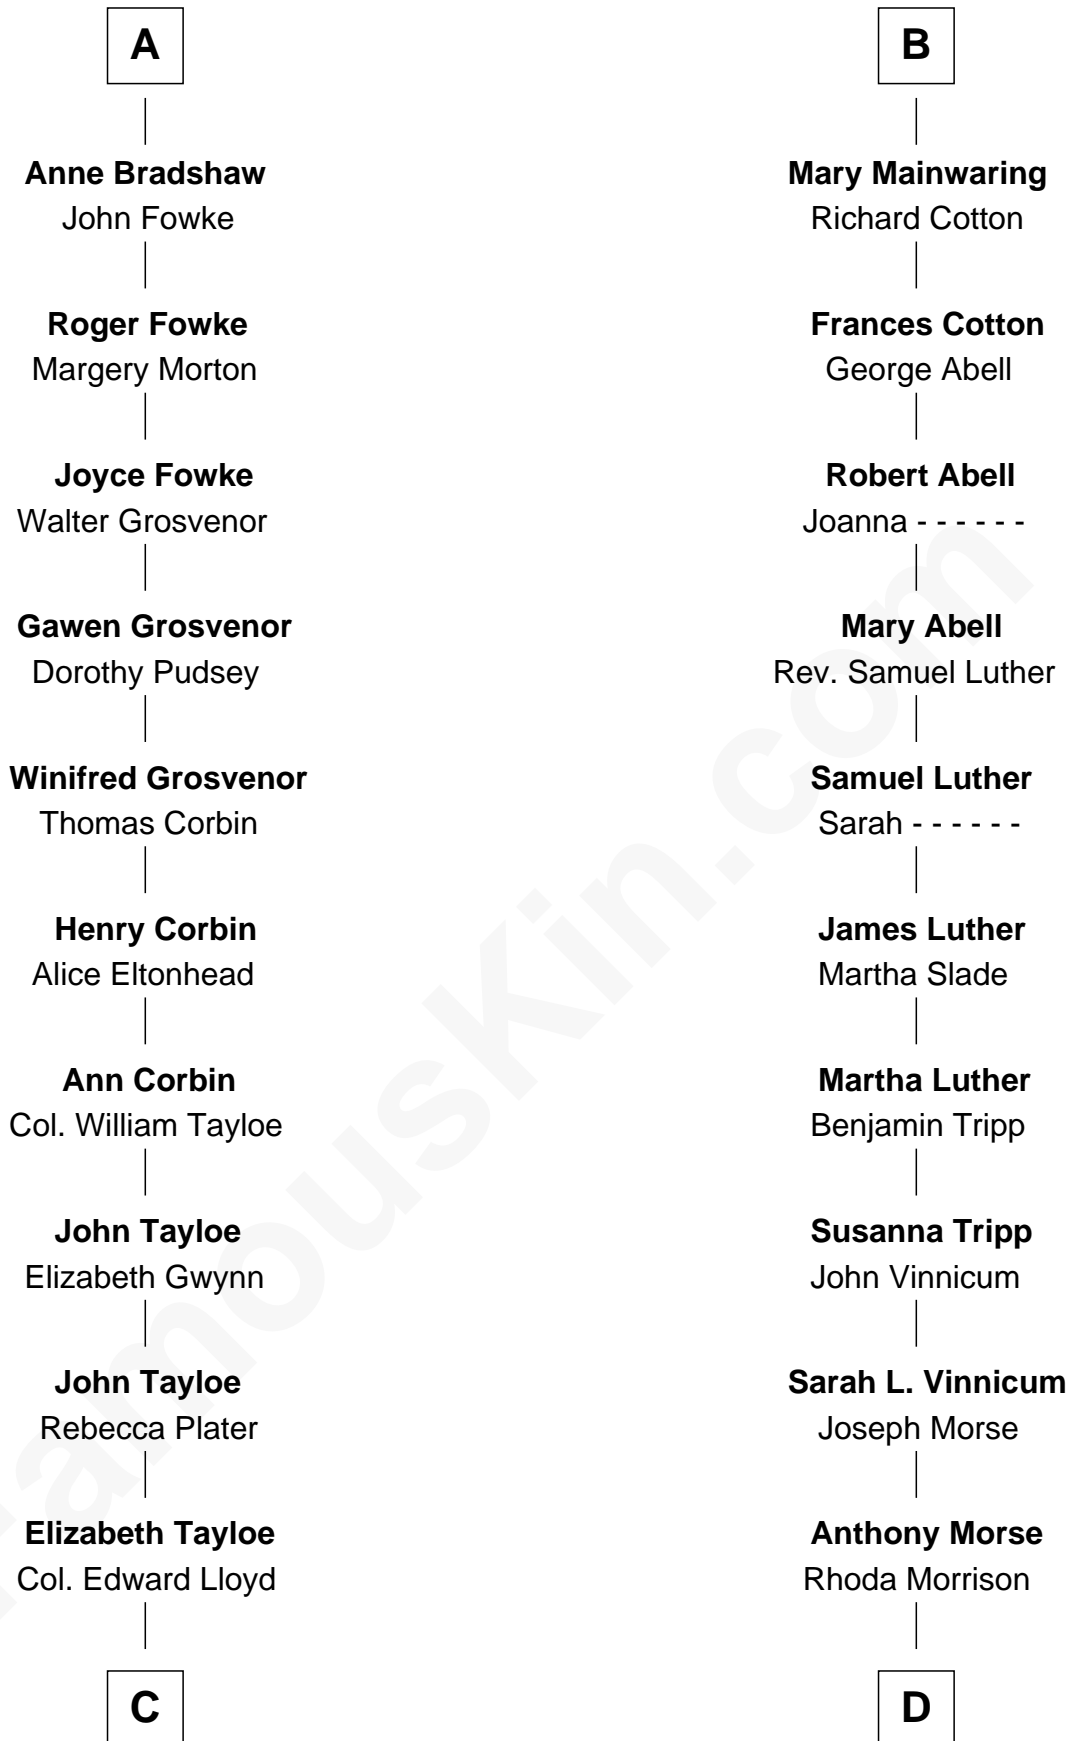 A
Anne Bradshaw
John Fowke
Roger Fowke
Margery Morton
Joyce Fowke
Walter Grosvenor
Gawen Grosvenor
Dorothy Pudsey
Winifred Grosvenor
Thomas Corbin
Henry Corbin
Alice Eltonhead
Ann Corbin
Col. William Tayloe
John Tayloe
Elizabeth Gwynn
John Tayloe
Rebecca Plater
Elizabeth Tayloe
Col. Edward Lloyd
C
B
Mary Mainwaring
Richard Cotton
Frances Cotton
George Abell
Robert Abell
Joanna - - - - - -
Mary Abell
Rev. Samuel Luther
Samuel Luther
Sarah - - - - - -
James Luther
Martha Slade
Martha Luther
Benjamin Tripp
Susanna Tripp
John Vinnicum
Sarah L. Vinnicum
Joseph Morse
Anthony Morse
Rhoda Morrison
D
FamousKin.com